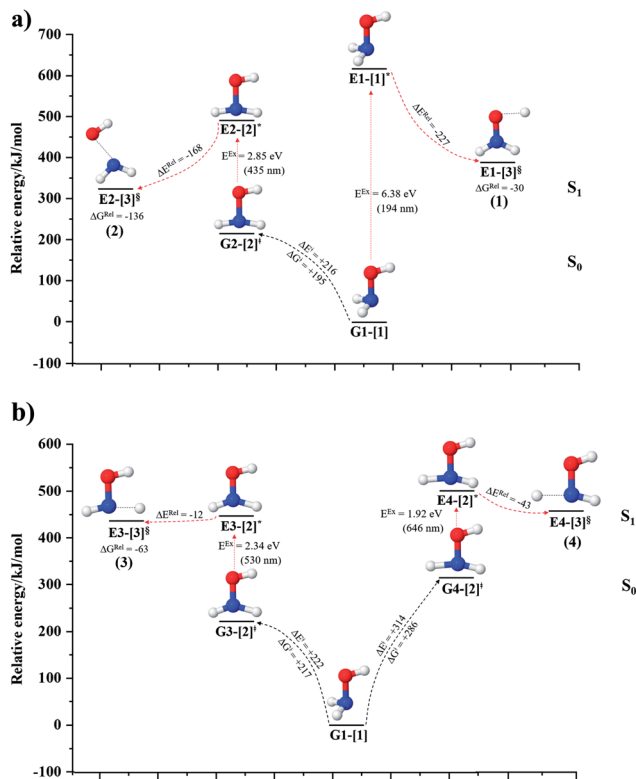 a)
Relative energy/kJ/mol
700
600
500
400
300
200
100
0
-100
E1-[1]*
E2-[2]*
ΔE^Rel = -168
ΔE^Rel = -227
E2-[3]§
ΔG^Rel = -136
(2)
E^Ex = 2.85 eV
(435 nm)
E^Ex = 6.38 eV
(194 nm)
E1-[3]§
ΔG^Rel = -30
(1)
S₁
G2-[2]‡
ΔE‡ = +216
ΔG‡ = +195
S₀
G1-[1]
b)
Relative energy/kJ/mol
600
500
400
300
200
100
0
-100
ΔE^Rel = -12
E3-[2]*
E3-[3]§
ΔG^Rel = -63
(3)
E^Ex = 2.34 eV
(530 nm)
E4-[2]*
ΔE^Rel = -43
E^Ex = 1.92 eV
(646 nm)
E4-[3]§
(4)
S₁
G4-[2]‡
S₀
G3-[2]‡
ΔE‡ = +222
ΔG‡ = +217
ΔE‡ = +314
ΔG‡ = +286
G1-[1]